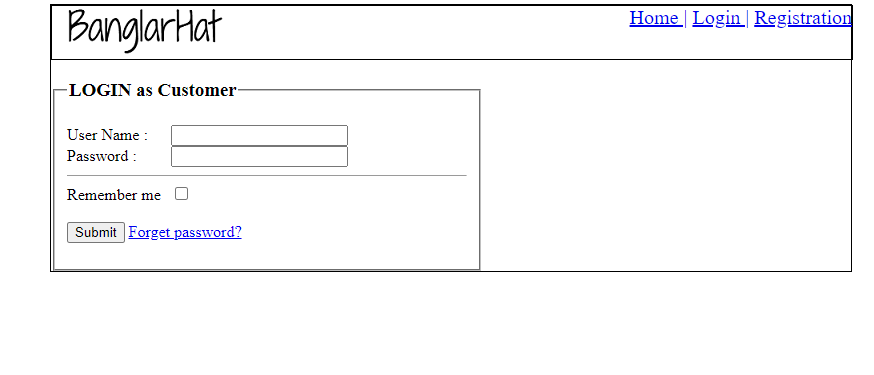 BanglarHat
Home | Login | Registration
LOGIN as Customer
User Name :
Password :
Remember me
Submit Forget password?